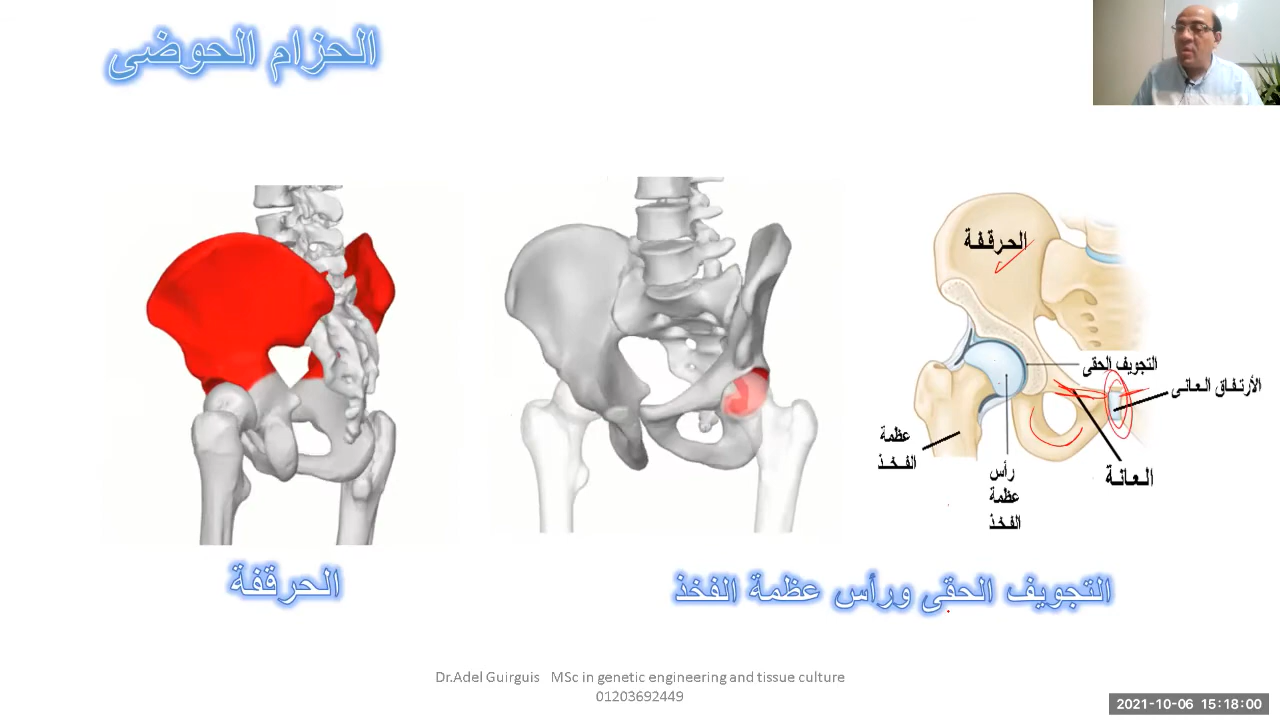 الحزام الحوضى
الحرقفة
التجويف الحقى
الأرتفاق العانى
عظمة
الفخذ
رأس
عظمة
الفخذ
العانة
الحرقفة
التجويف الحقى ورأس عظمة الفخذ
Dr.Adel Guirguis MSc in genetic engineering and tissue culture
01203692449
2021-10-06 15:18:00